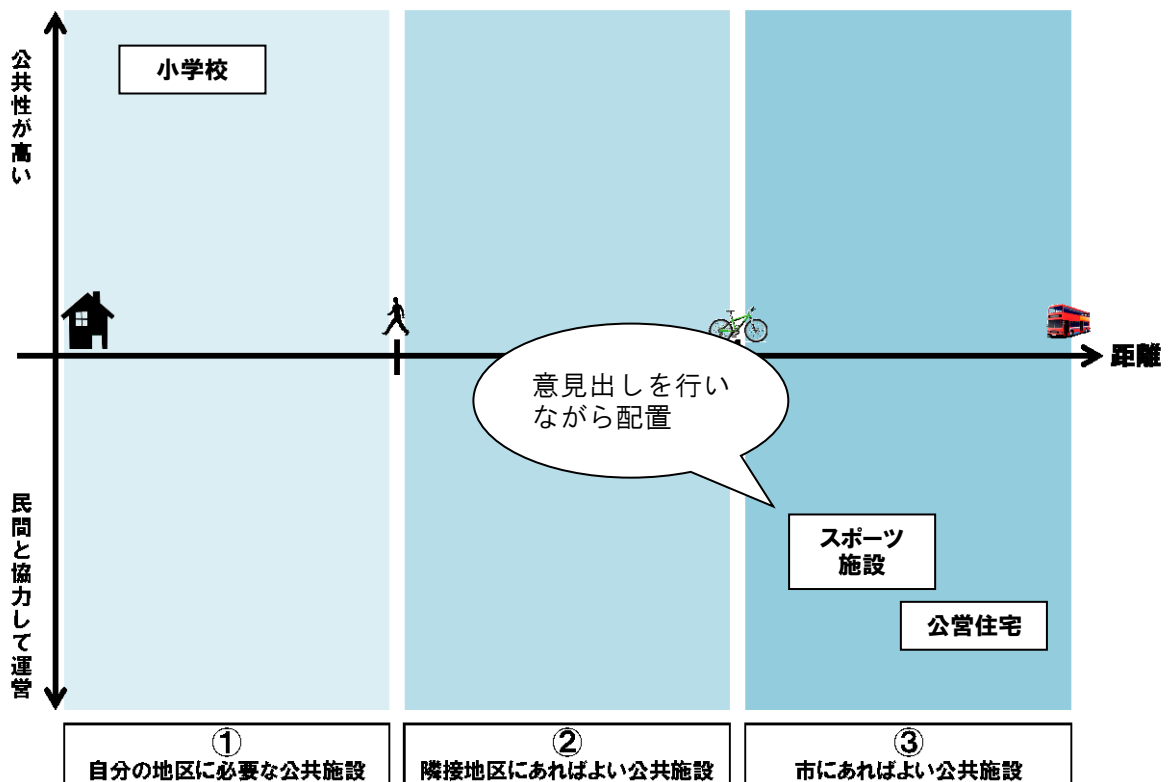 公共性が高い
小学校
距離
意見出しを行い
ながら配置
民間と協力して運営
スポーツ
施設
公営住宅
①
自分の地区に必要な公共施設
②
隣接地区にあればよい公共施設
③
市にあればよい公共施設